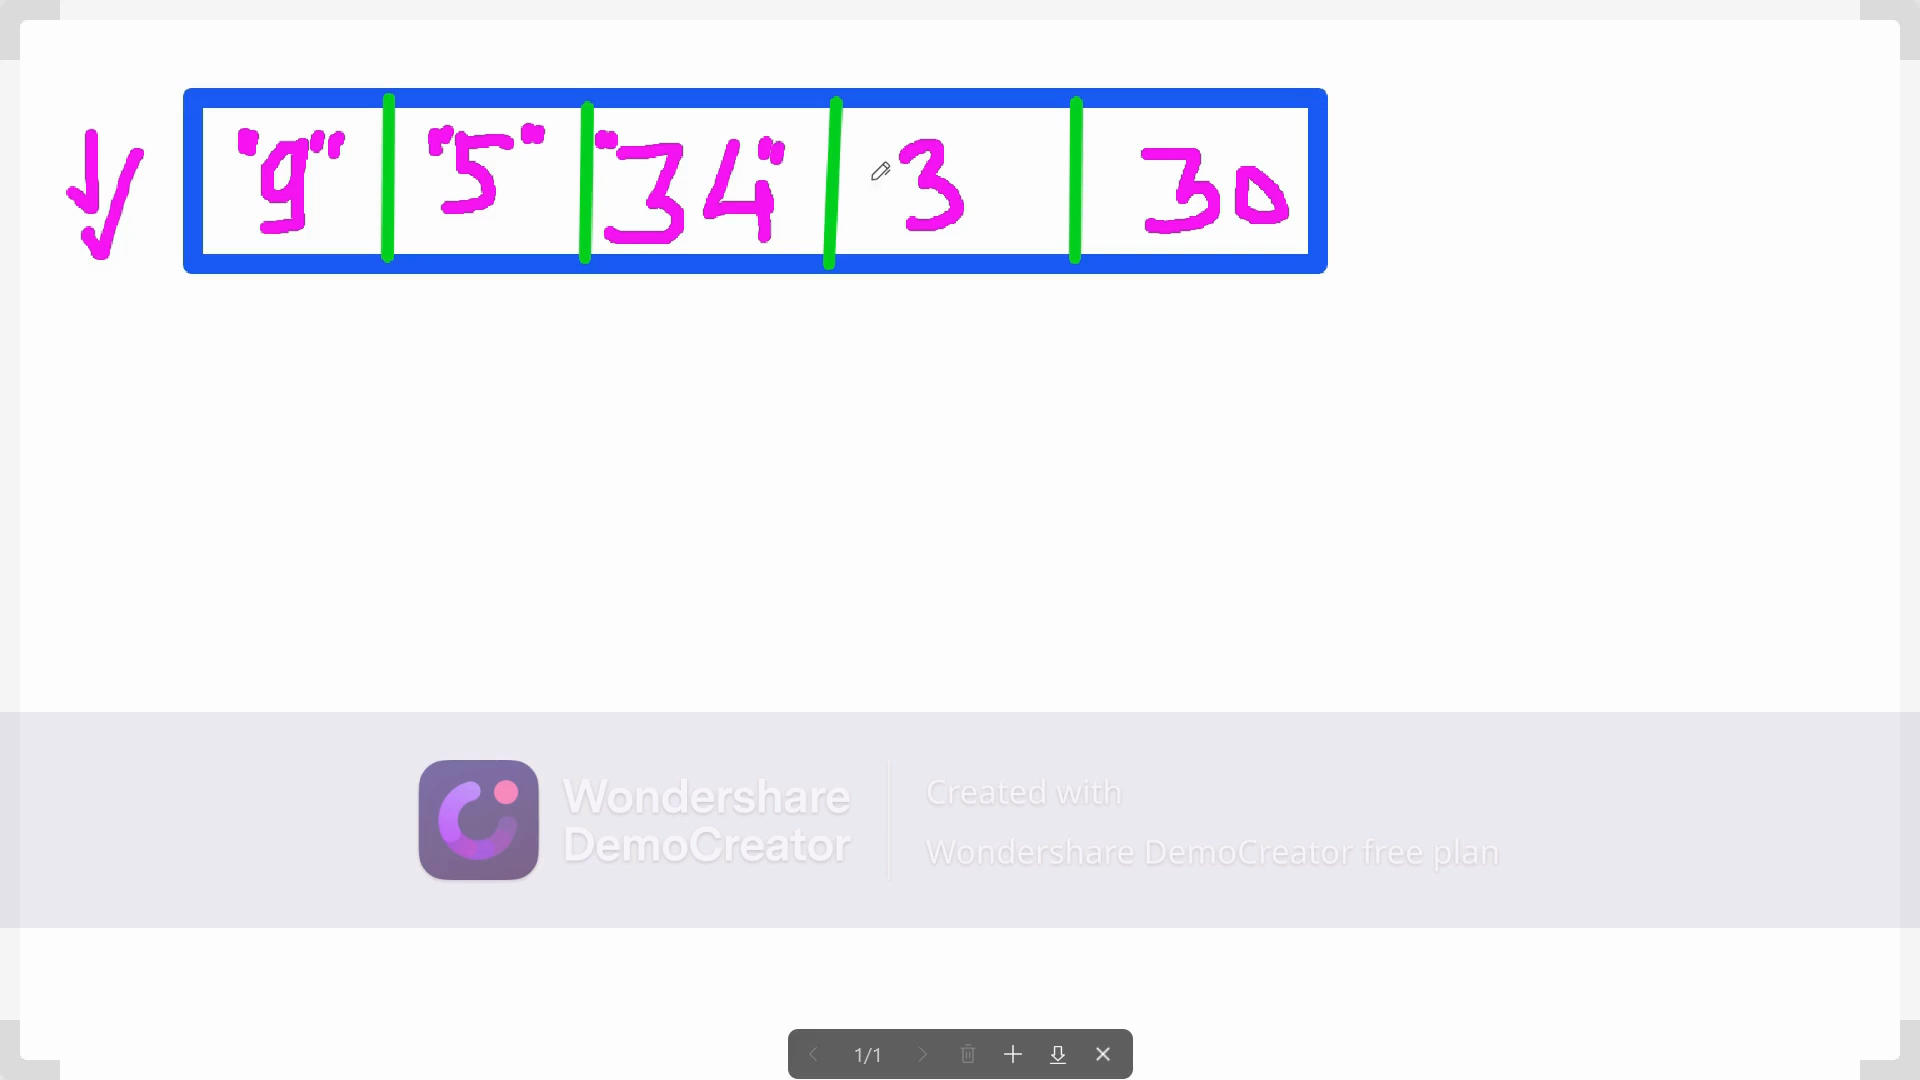 "9" "5" "34" 3 30
Wondershare
DemoCreator
Created with
Wondershare DemoCreator free plan
1/1